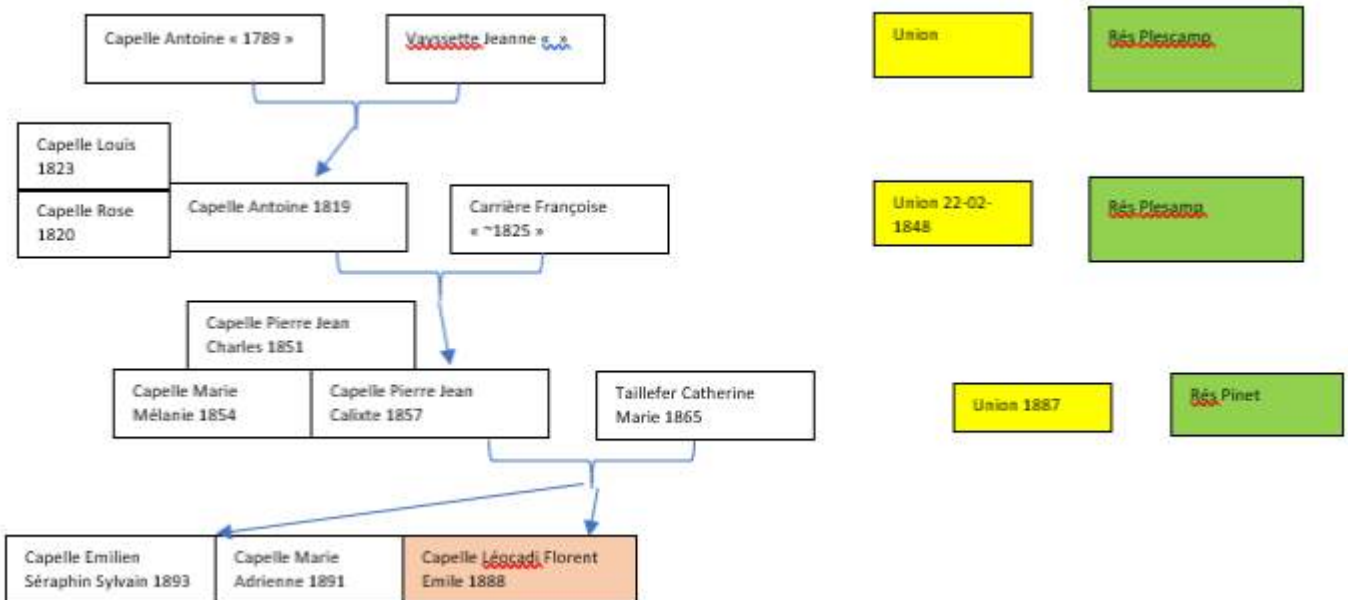 Capelle Antoine « 1789 »
Vayssette Jeanne « »
Union
Rés Plescamp
Capelle Louis
1823
Capelle Rose
1820
Capelle Antoine 1819
Carrière Françoise
« ~1825 »
Union 22-02-
1848
Rés Plesamp
Capelle Pierre Jean
Charles 1851
Capelle Marie
Mélanie 1854
Capelle Pierre Jean
Calixte 1857
Taillefer Catherine
Marie 1865
Union 1887
Rés Pinet
Capelle Emilien
Séraphin Sylvain 1893
Capelle Marie
Adrienne 1891
Capelle Léocadi Florent
Emile 1888